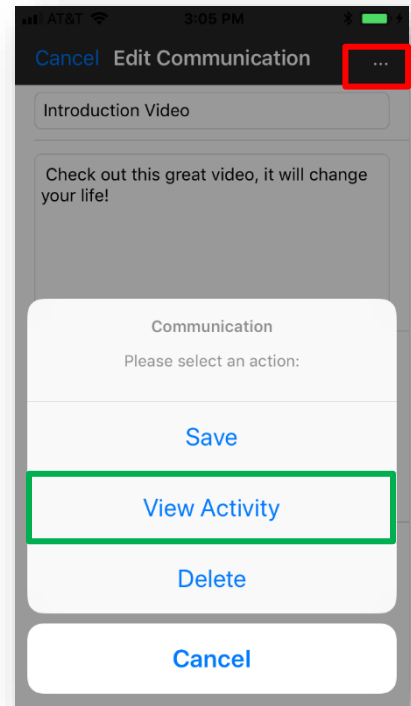 AT&T 3:05 PM
Cancel Edit Communication ...
Introduction Video
Check out this great video, it will change
your life!
Communication
Please select an action:
Save
View Activity
Delete
Cancel